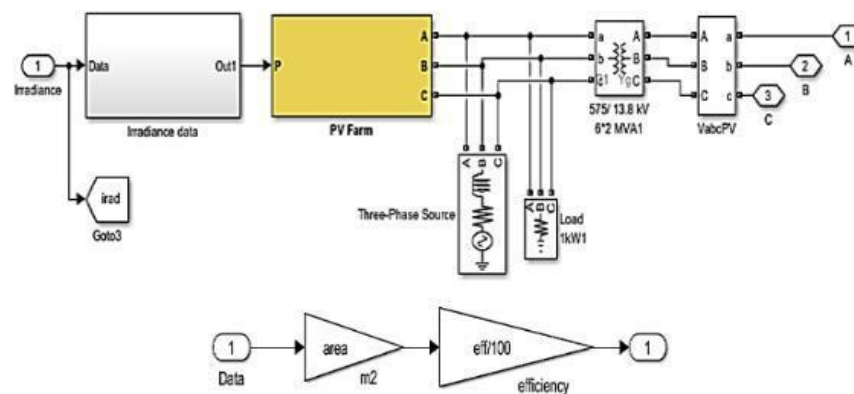 1
Irradiance
Data
Out1
Irradiance data
irad
Goto3
P
A
B
C
PV Farm
A B C
Three-Phase Source
A B C
Load
1kW1
a
b
A
B
C
Yg
575/ 13.8 kV
6*2 MVA1
A
B
C
a
b
c
VabcPV
1
A
2
B
3
C
1
Data
area
m2
eff/100
efficiency
1